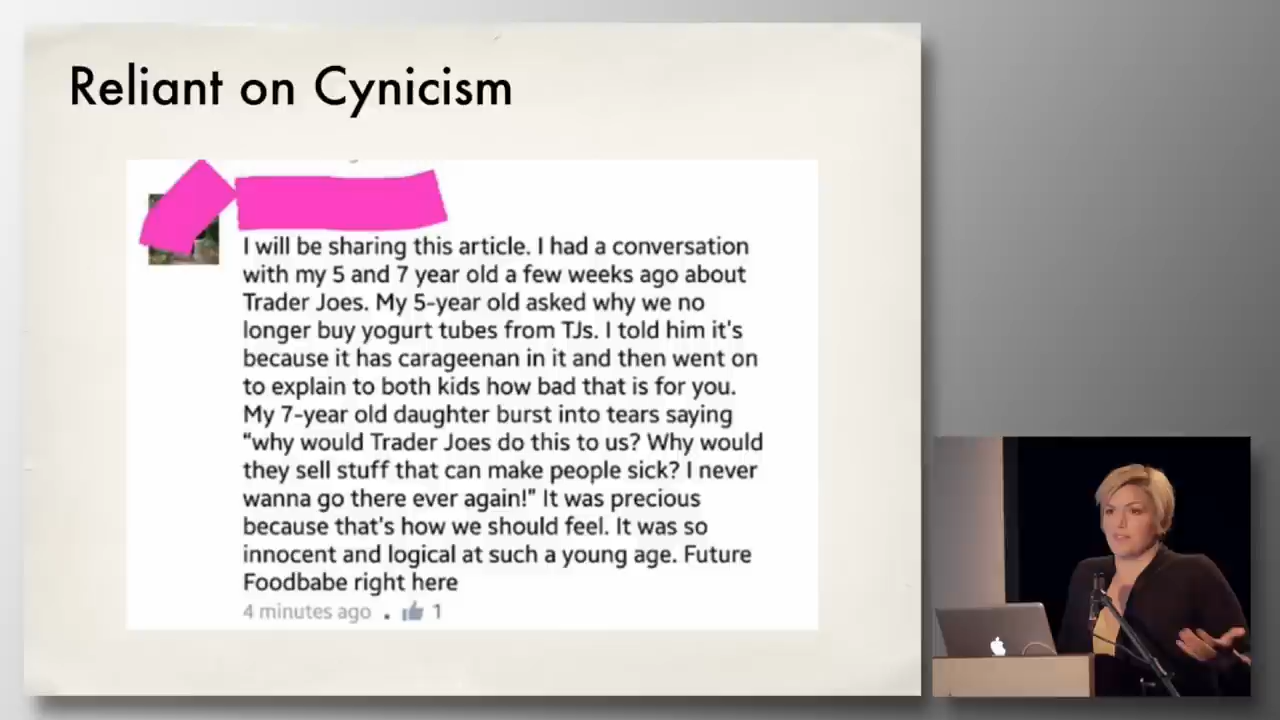 Reliant on Cynicism
I will be sharing this article. I had a conversation
with my 5 and 7 year old a few weeks ago about
Trader Joes. My 5-year old asked why we no
longer buy yogurt tubes from TJs. I told him it's
because it has carageenan in it and then went on
to explain to both kids how bad that is for you.
My 7-year old daughter burst into tears saying
“why would Trader Joes do this to us? Why would
they sell stuff that can make people sick? I never
wanna go there ever again!" It was precious
because that's how we should feel. It was so
innocent and logical at such a young age. Future
Foodbabe right here
4 minutes ago . 1